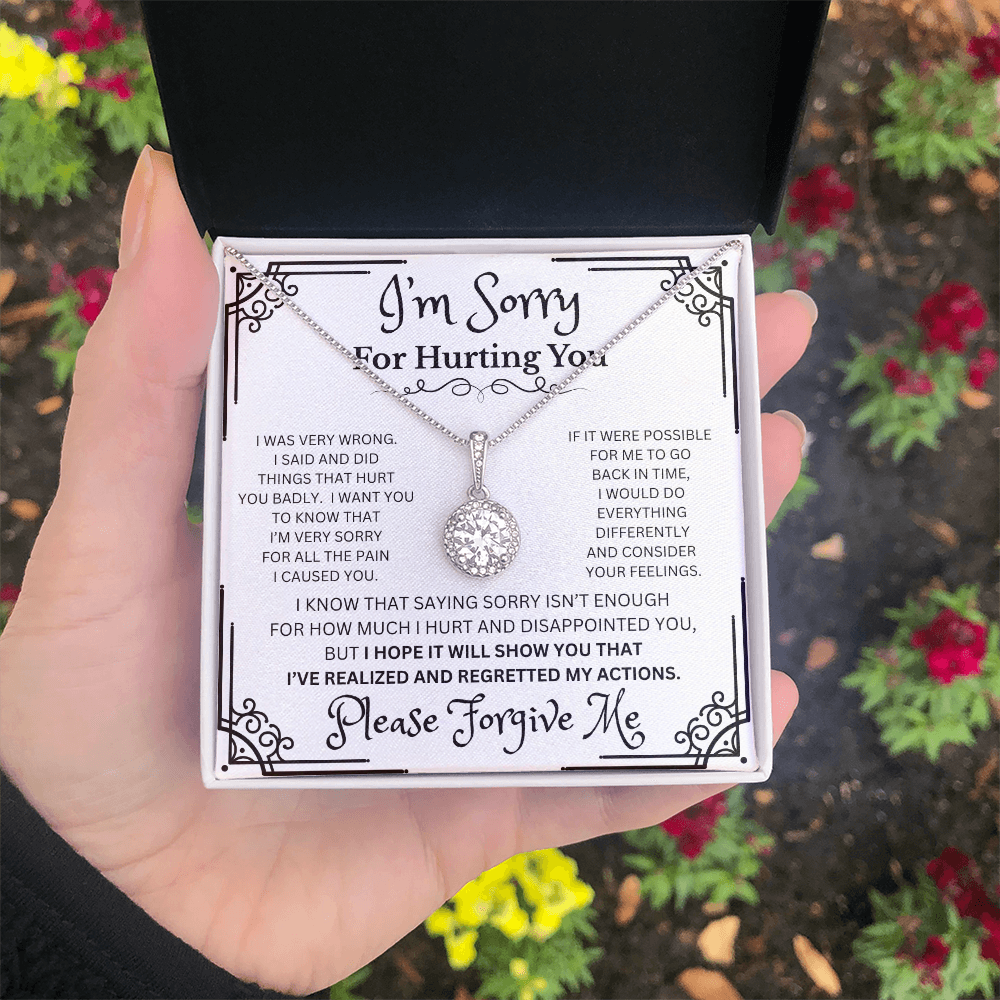 I'm Sorry
For Hurting You
I WAS VERY WRONG.
I SAID AND DID
THINGS THAT HURT
YOU BADLY. I WANT YOU
TO KNOW THAT
I'M VERY SORRY
FOR ALL THE PAIN
I CAUSED YOU.
IF IT WERE POSSIBLE
FOR ME TO GO
BACK IN TIME,
I WOULD DO
EVERYTHING
DIFFERENTLY
AND CONSIDER
YOUR FEELINGS.
I KNOW THAT SAYING SORRY ISN'T ENOUGH
FOR HOW MUCH I HURT AND DISAPPOINTED YOU,
BUT I HOPE IT WILL SHOW YOU THAT
I'VE REALIZED AND REGRETTED MY ACTIONS.
Please Forgive Me